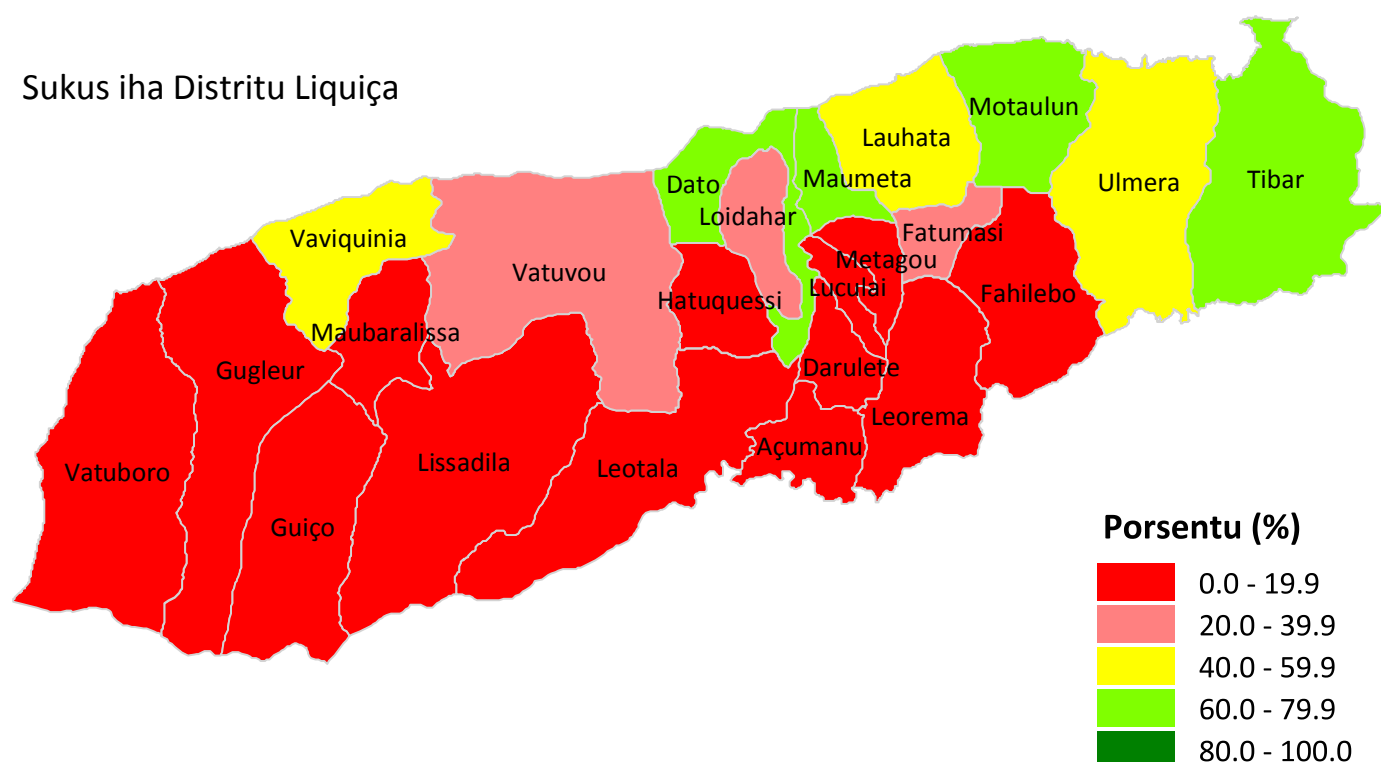 Sukus iha Distritu Liquiça
Motaulun
Lauhata
Maumeta
Ulmera
Tibar
Dato
Loidahar
Fatumasi
Vaviquinia
Vatuvou
Metagou
Luculai
Fahilebo
Hatuquessi
Maubaralissa
Gugleur
Darulete
Leorema
Açumanu
Vatuboro
Lissadila
Leotala
Guiço
Porsentu (%)
0.0 - 19.9
20.0 - 39.9
40.0 - 59.9
60.0 - 79.9
80.0 - 100.0